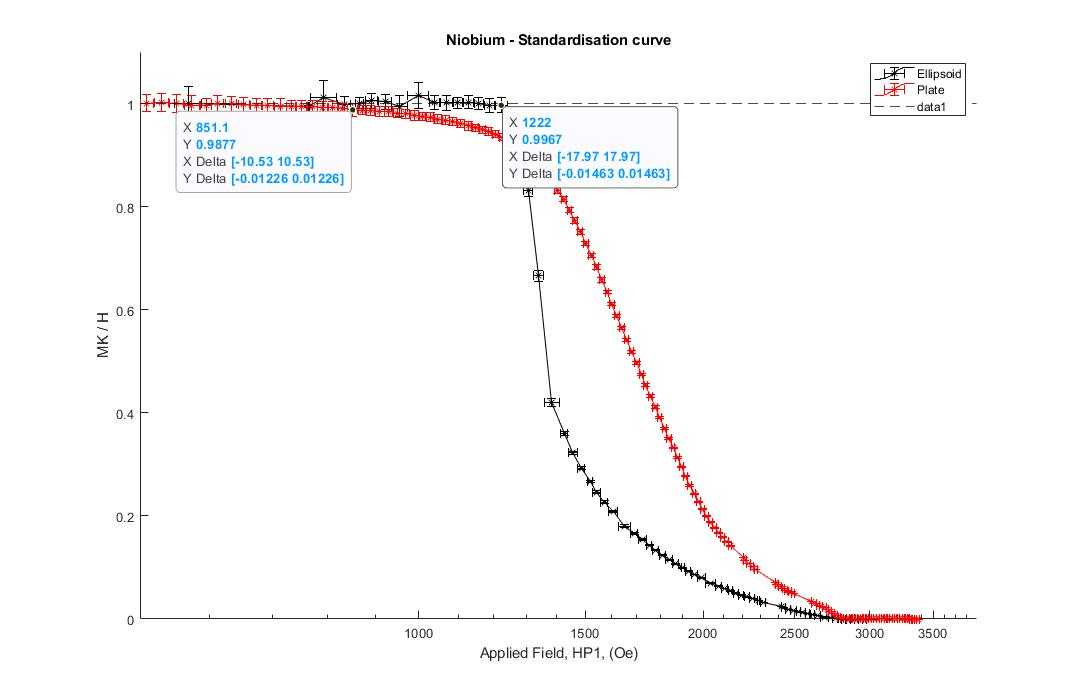 Niobium - Standardisation curve
Ellipsoid
Plate
data1
X 851.1
Y 0.9877
X Delta [-10.53 10.53]
Y Delta [-0.01226 0.01226]
X 1222
Y 0.9967
X Delta [-17.97 17.97]
Y Delta [-0.01463 0.01463]
MK / H
1
0.8
0.6
0.4
0.2
0
1000 1500 2000 2500 3000 3500
Applied Field, HP1, (Oe)